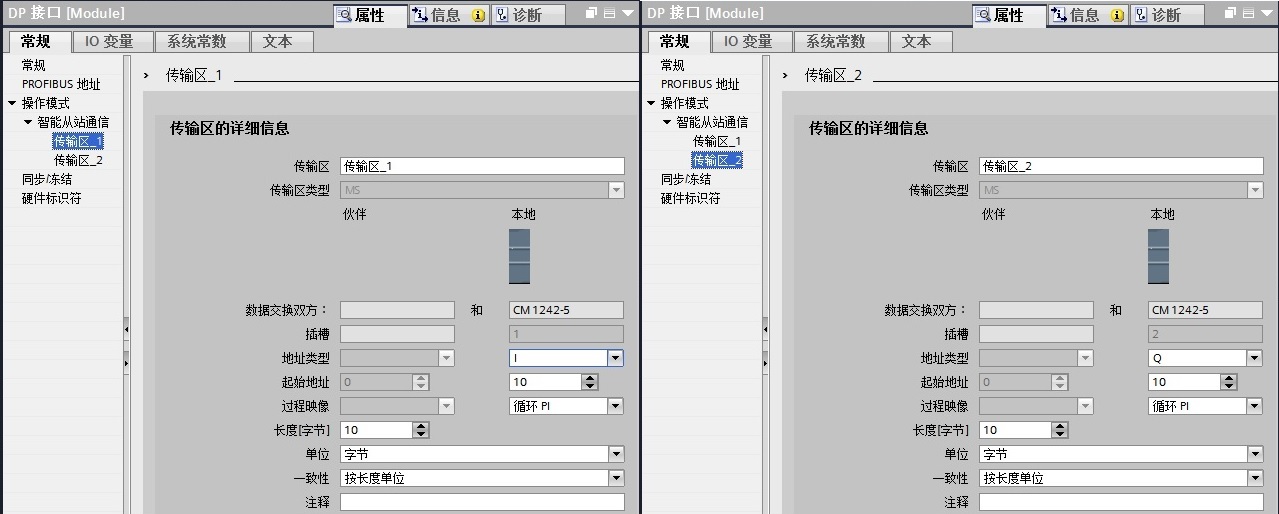 DP 接口 [Module]
属性 信息 诊断
常规 IO 变量 系统常数 文本
常规
PROFIBUS 地址
操作模式
智能从站通信
传输区_1
传输区_2
同步/冻结
硬件标识符
传输区_1
传输区的详细信息
传输区 传输区_1
传输区类型 MS
伙伴 本地
数据交换双方： 和 CM 1242-5
插槽 1
地址类型 I
起始地址 0 10
过程映像 循环 PI
长度[字节] 10
单位 字节
一致性 按长度单位
注释
DP 接口 [Module]
属性 信息 诊断
常规 IO 变量 系统常数 文本
常规
PROFIBUS 地址
操作模式
智能从站通信
传输区_1
传输区_2
同步/冻结
硬件标识符
传输区_2
传输区的详细信息
传输区 传输区_2
传输区类型 MS
伙伴 本地
数据交换双方： 和 CM 1242-5
插槽 2
地址类型 Q
起始地址 0 10
过程映像 循环 PI
长度[字节] 10
单位 字节
一致性 按长度单位
注释